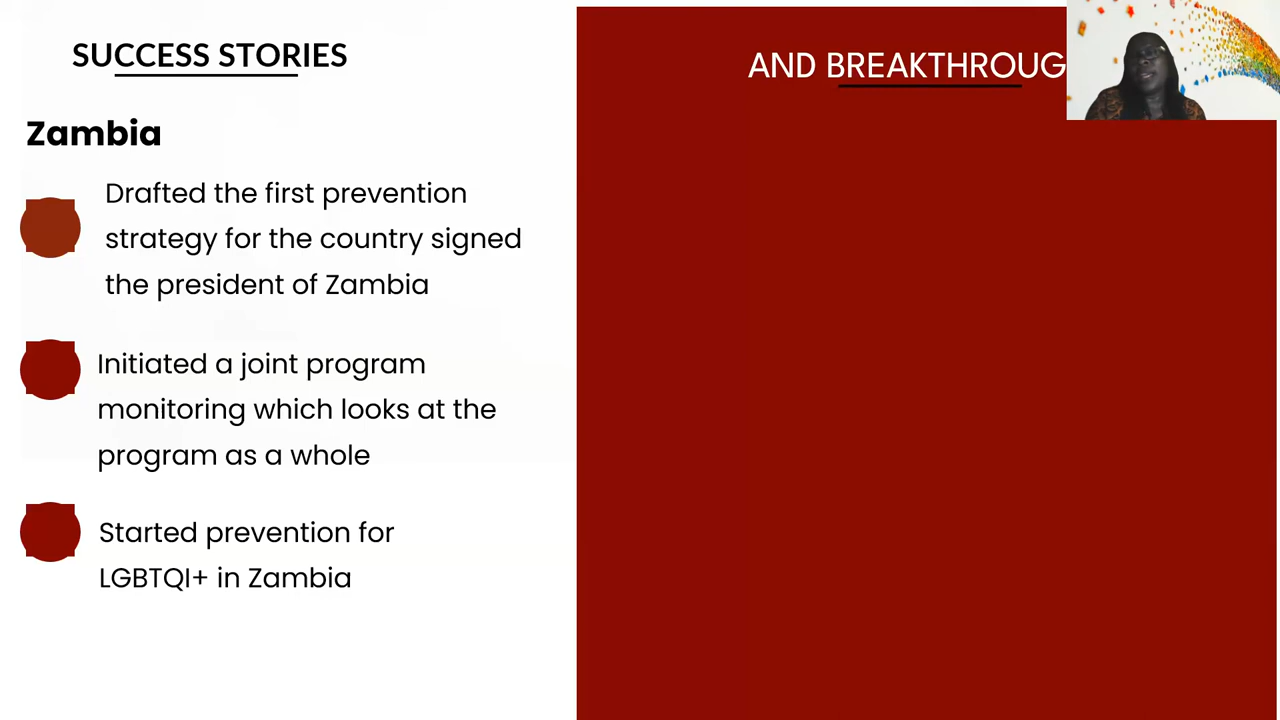 SUCCESS STORIES
AND BREAKTHROUG
Zambia
Drafted the first prevention
strategy for the country signed
the president of Zambia
Initiated a joint program
monitoring which looks at the
program as a whole
Started prevention for
LGBTQI+ in Zambia